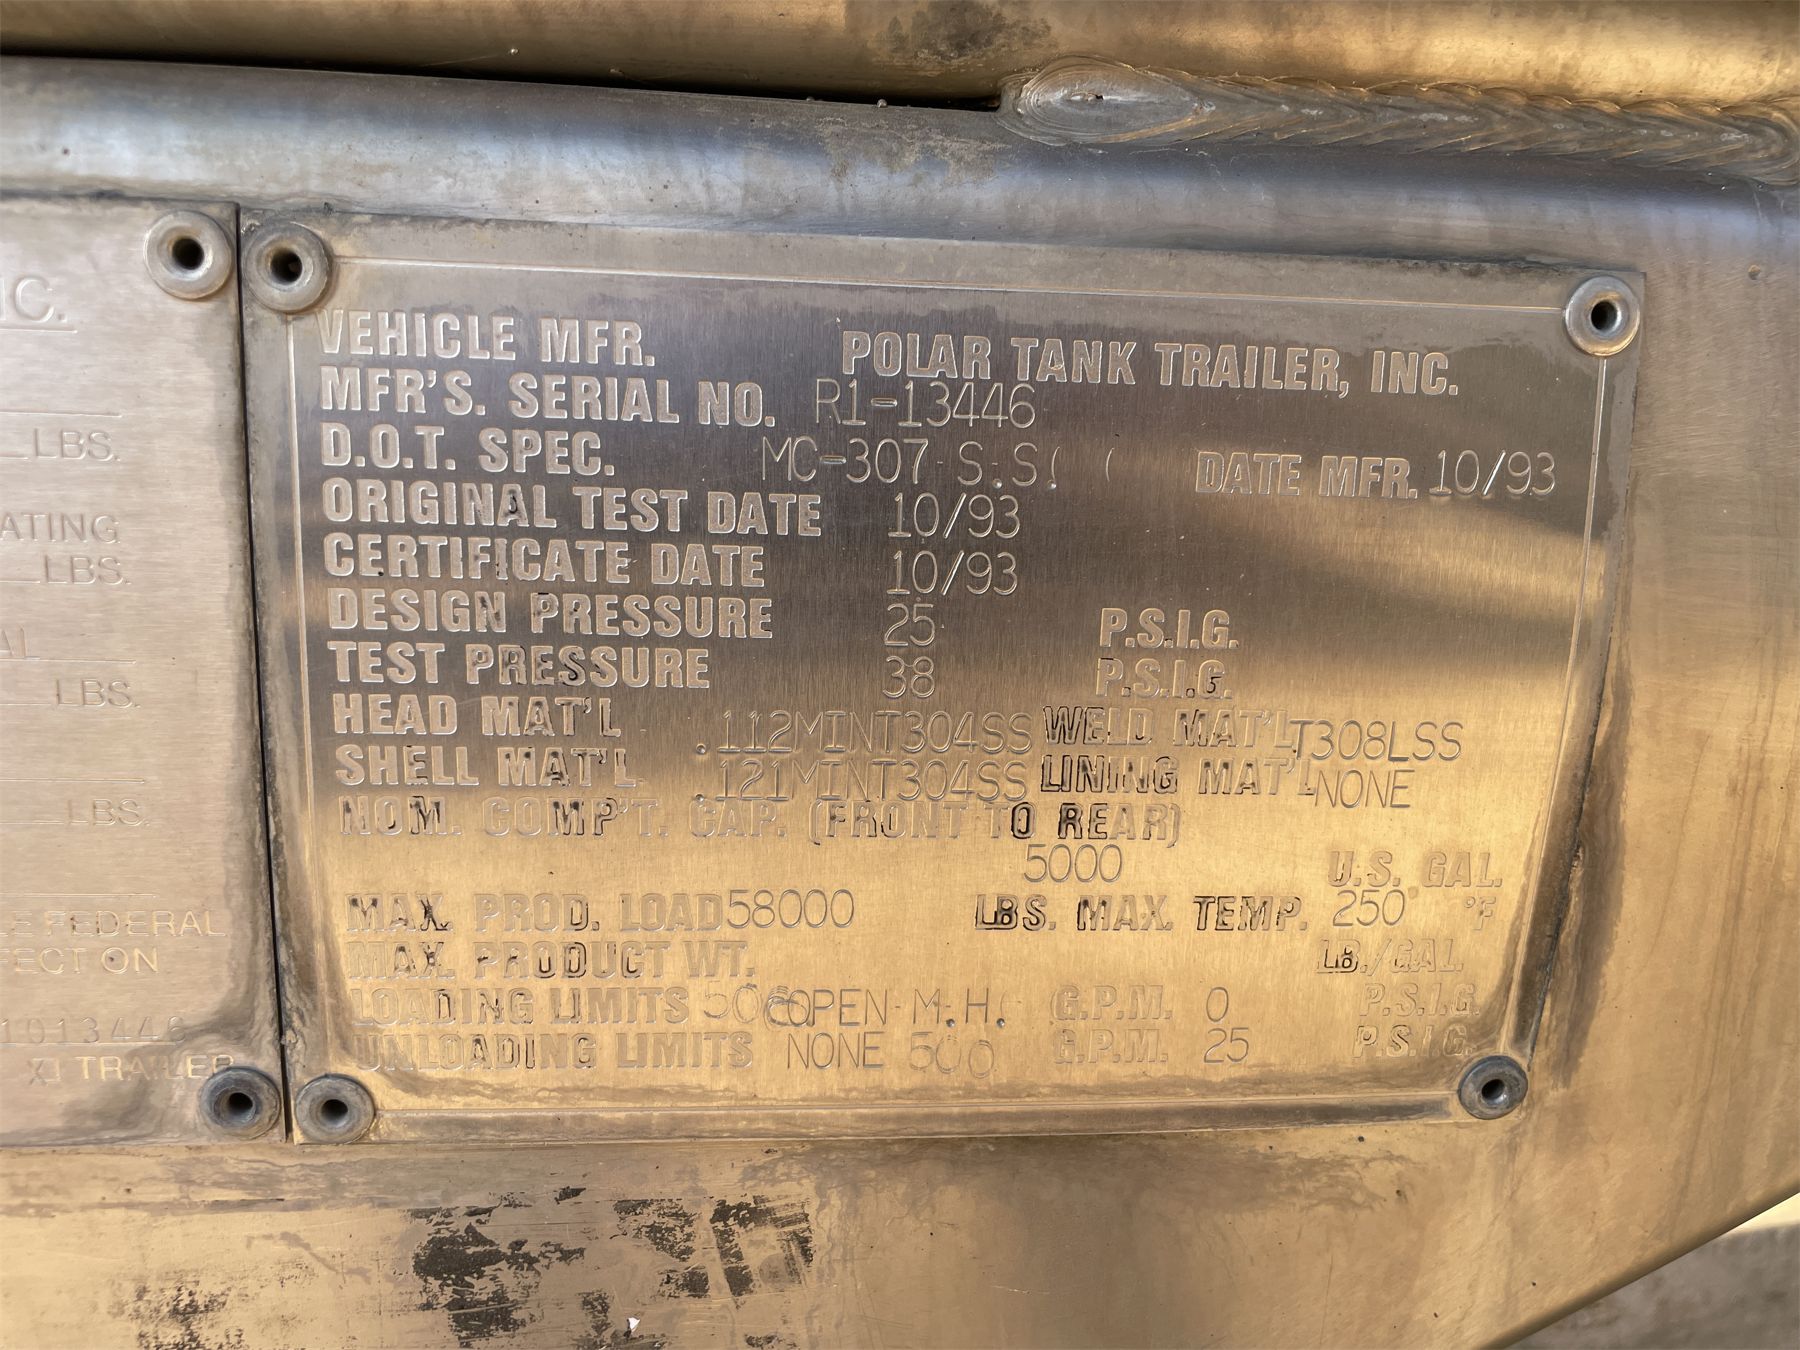 VEHICLE MFR. POLAR TANK TRAILER, INC.
MFR'S. SERIAL NO. R1-13446
D.O.T. SPEC. MC-307 S.S. DATE MFR. 10/93
ORIGINAL TEST DATE 10/93
CERTIFICATE DATE 10/93
DESIGN PRESSURE 25 P.S.I.G.
TEST PRESSURE 38 P.S.I.G.
HEAD MAT'L .112MINT304SS WELD MAT'L T308LSS
SHELL MAT'L .121MINT304SS LINING MAT'L NONE
NOM. COMP'T. CAP. (FRONT TO REAR)
5000 U.S. GAL.
MAX. PROD. LOAD 58000 LBS. MAX. TEMP. 250 °F
MAX. PRODUCT WT. LB./GAL.
LOADING LIMITS OPEN M.H. G.P.M. 0 P.S.I.G.
UNLOADING LIMITS NONE 500 G.P.M. 25 P.S.I.G.
C.
LBS.
ATING
LBS.
AL
LBS.
LBS.
E FEDERAL
FECT ON
1013446
TRAILER